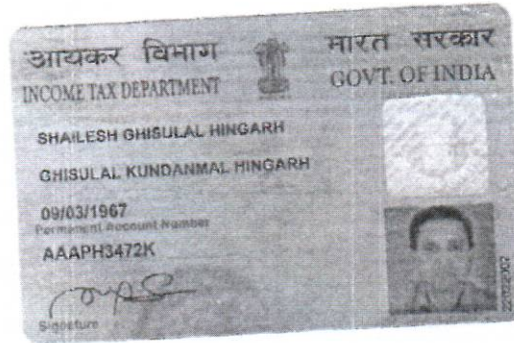 आयकर विभाग
INCOME TAX DEPARTMENT
भारत सरकार
GOVT. OF INDIA
SHAILESH GHISULAL HINGARH
GHISULAL KUNDANMAL HINGARH
09/03/1967
Permanent Account Number
AAAPH3472K
Signature